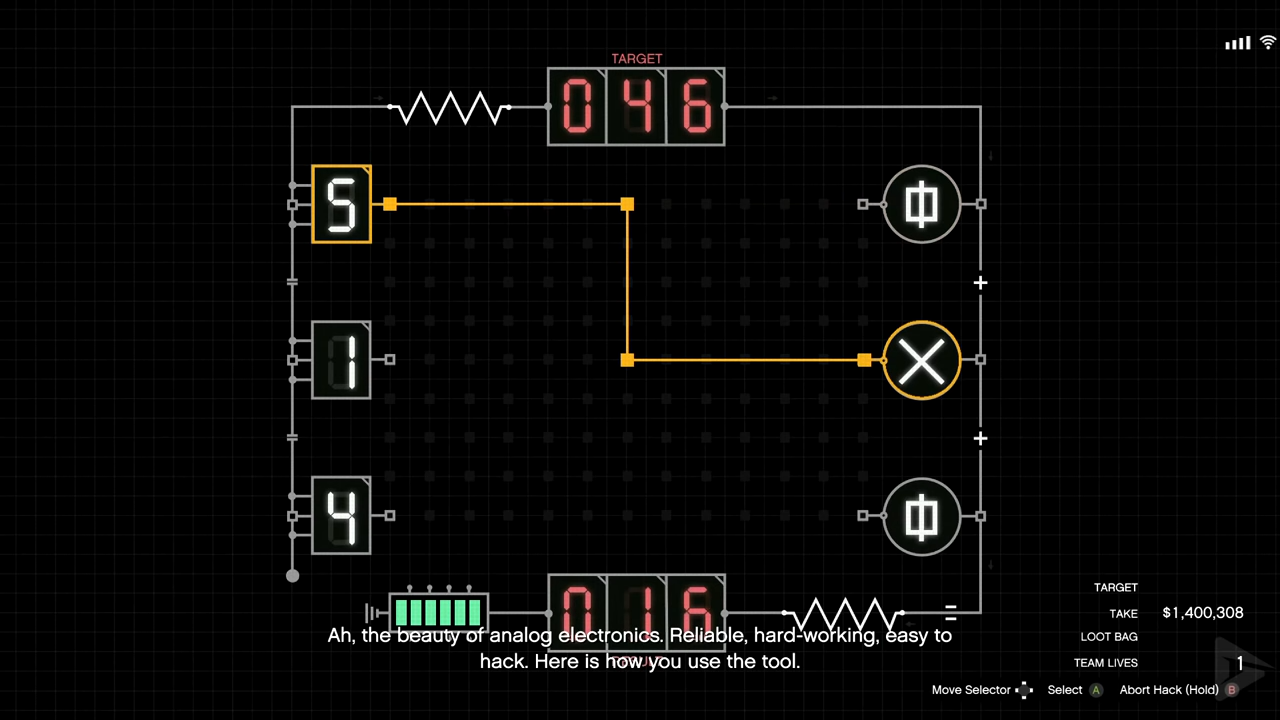 TARGET
046
5
1
4
+
+
=
016
Ah, the beauty of analog electronics. Reliable, hard-working, easy to
hack. Here is how you use the tool.
TARGET
TAKE $1,400,308
LOOT BAG
TEAM LIVES 1
Move Selector Select A Abort Hack (Hold) B